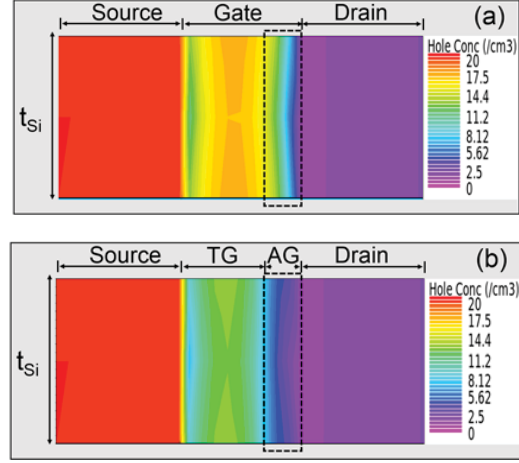 Source Gate Drain (a)
Hole Conc (/cm3)
20
17.5
14.4
11.2
8.12
5.62
2.5
0
tSi
Source TG AG Drain (b)
Hole Conc (/cm3)
20
17.5
14.4
11.2
8.12
5.62
2.5
0
tSi